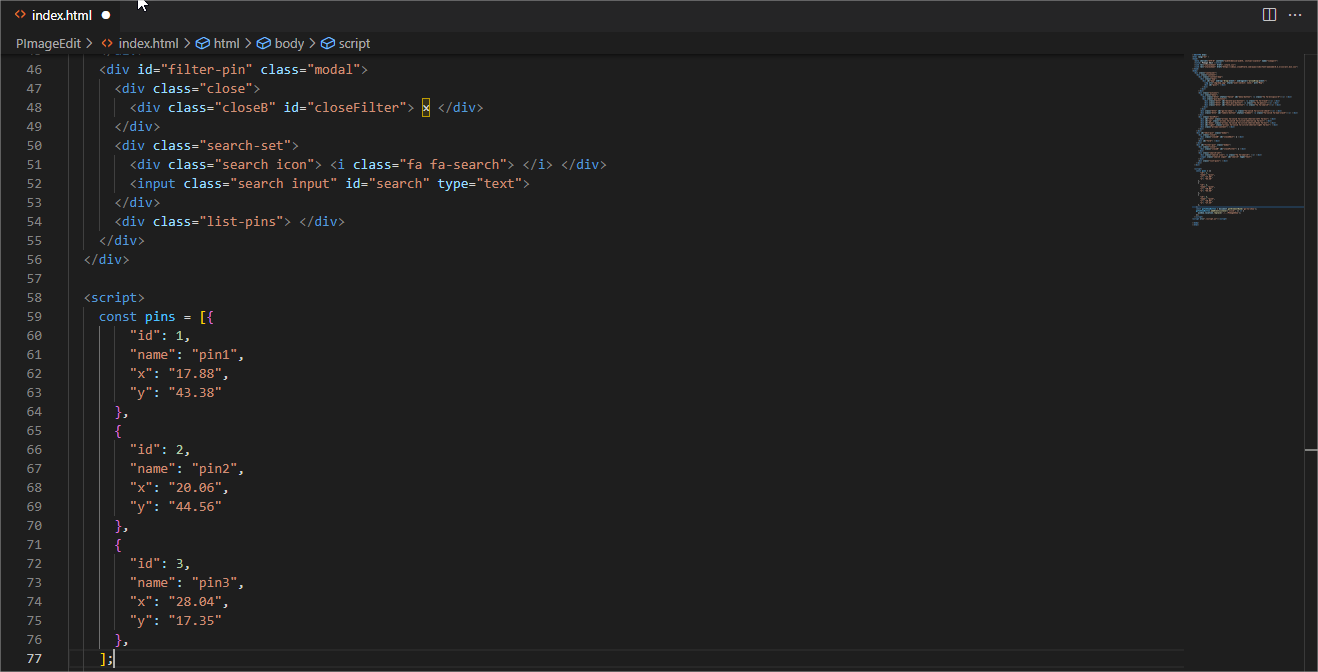 index.html
PImageEdit > index.html > html > body > script
46 <div id="filter-pin" class="modal">
47 <div class="close">
48 <div class="closeB" id="closeFilter"> × </div>
49 </div>
50 <div class="search-set">
51 <div class="search icon"> <i class="fa fa-search"> </i> </div>
52 <input class="search input" id="search" type="text">
53 </div>
54 <div class="list-pins"> </div>
55 </div>
56 </div>
57
58 <script>
59 const pins = [{
60 "id": 1,
61 "name": "pin1",
62 "x": "17.88",
63 "y": "43.38"
64 },
65 {
66 "id": 2,
67 "name": "pin2",
68 "x": "20.06",
69 "y": "44.56"
70 },
71 {
72 "id": 3,
73 "name": "pin3",
74 "x": "28.04",
75 "y": "17.35"
76 },
77 ];